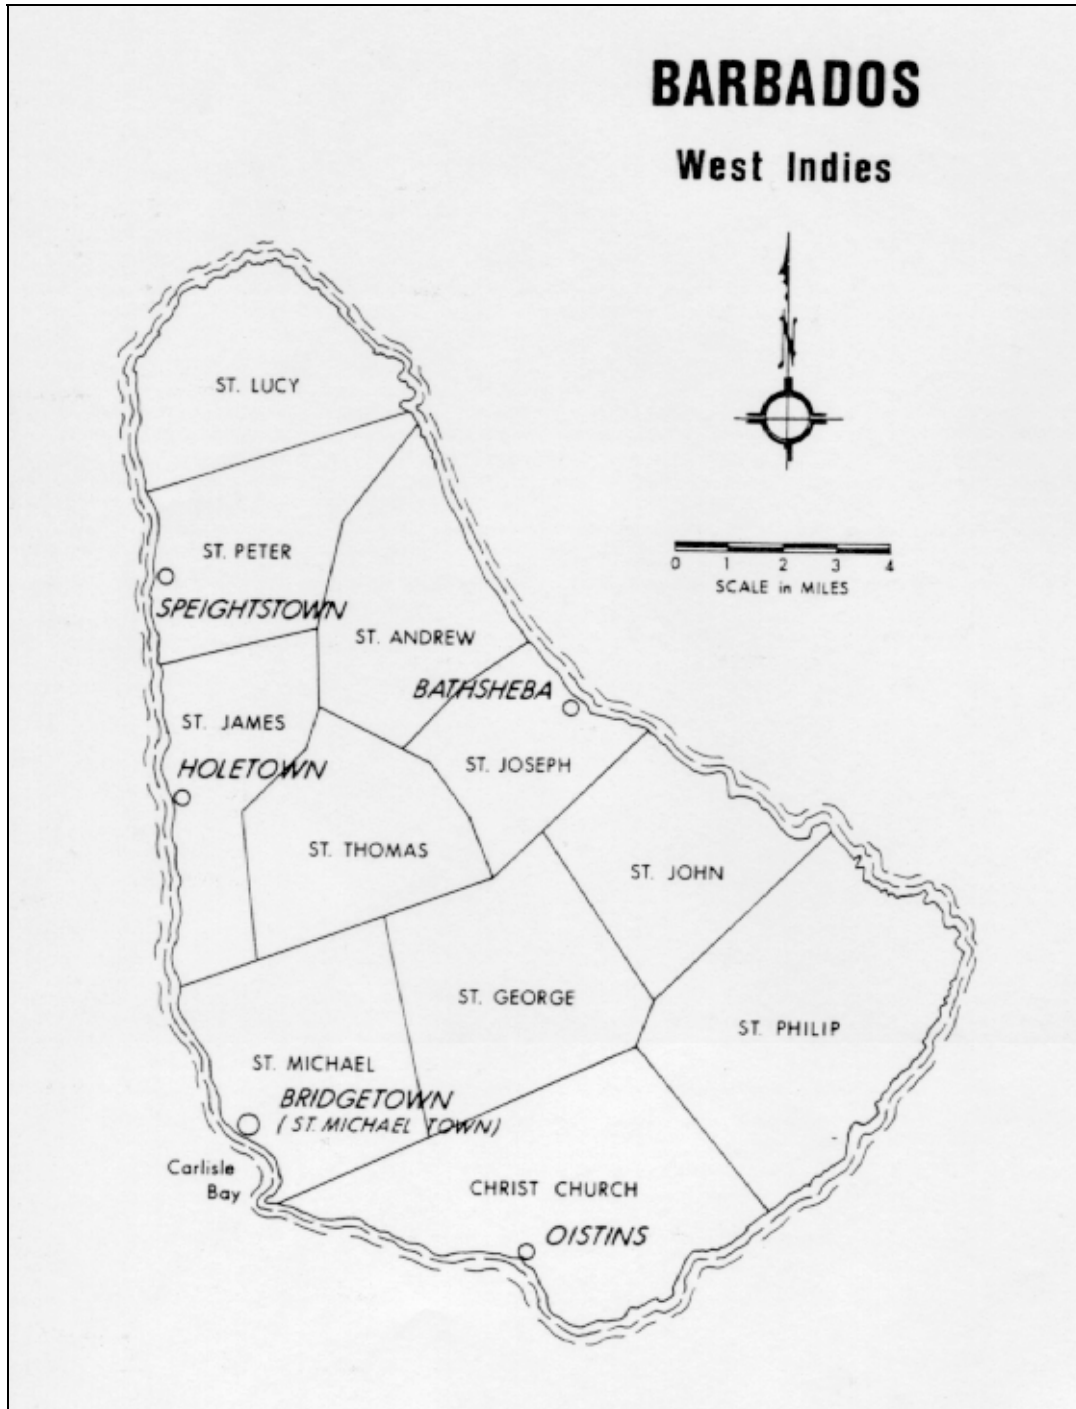 BARBADOS
West Indies
N
0 1 2 3 4
SCALE in MILES
ST. LUCY
ST. PETER
SPEIGHTSTOWN
ST. ANDREW
BATHSHEBA
ST. JAMES
HOLETOWN
ST. JOSEPH
ST. THOMAS
ST. JOHN
ST. GEORGE
ST. PHILIP
ST. MICHAEL
BRIDGETOWN
(ST. MICHAEL TOWN)
Carlisle
Bay
CHRIST CHURCH
OISTINS